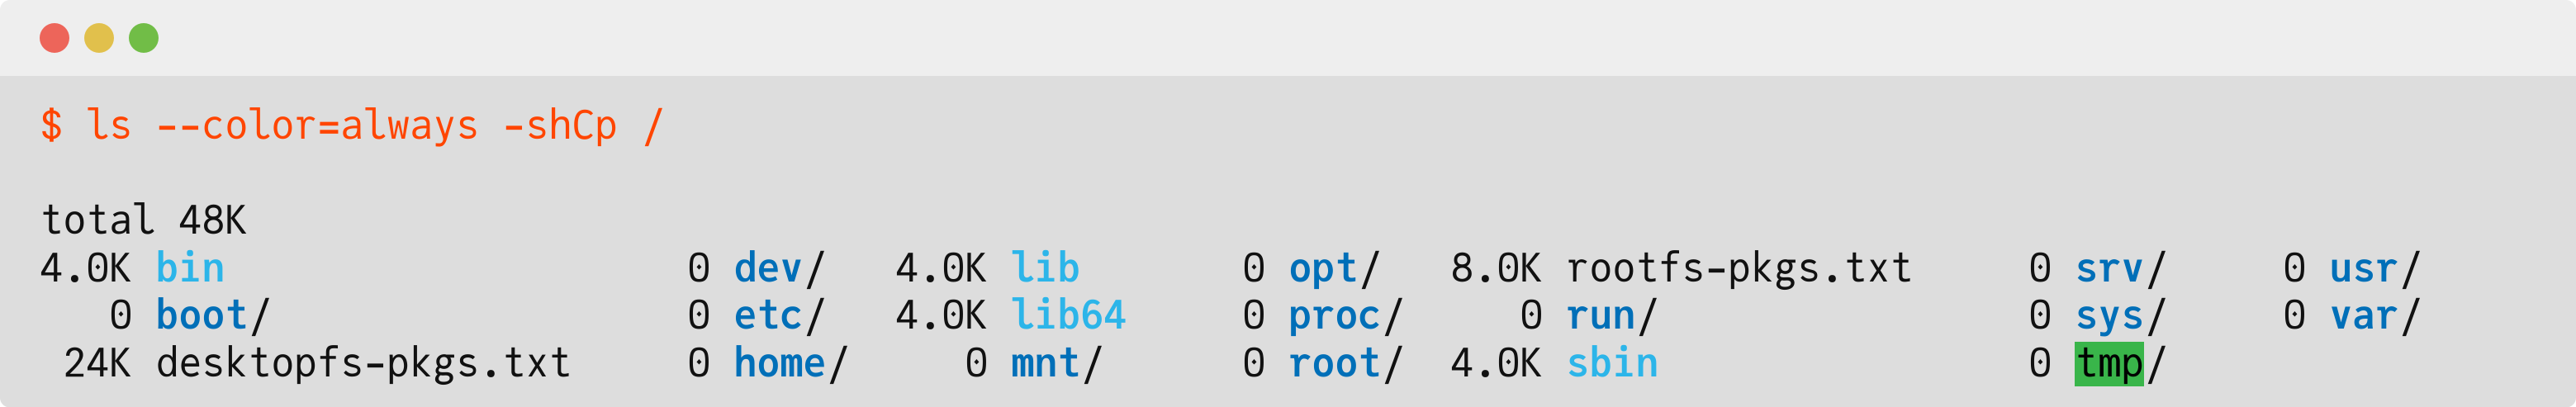 $ ls --color=always -shCp /
total 48K
4.0K bin                    0 dev/   4.0K lib       0 opt/   8.0K rootfs-pkgs.txt     0 srv/     0 usr/
   0 boot/                  0 etc/   4.0K lib64     0 proc/     0 run/                0 sys/     0 var/
 24K desktopfs-pkgs.txt     0 home/     0 mnt/      0 root/  4.0K sbin                0 tmp/